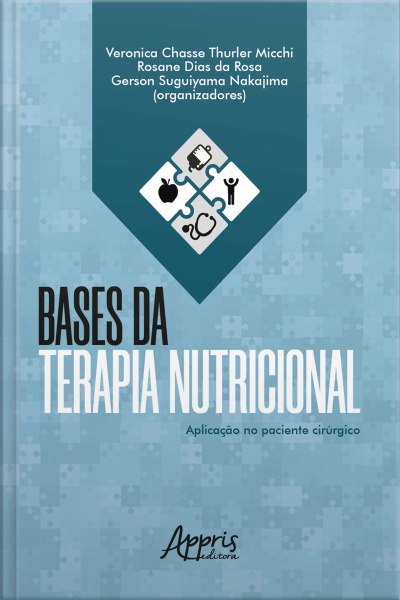 Veronica Chasse Thurler Micchi
Rosane Dias da Rosa
Gerson Suguiyama Nakajima
(organizadores)
BASES DA
TERAPIA NUTRICIONAL
Aplicação no paciente cirúrgico
Appris
editora